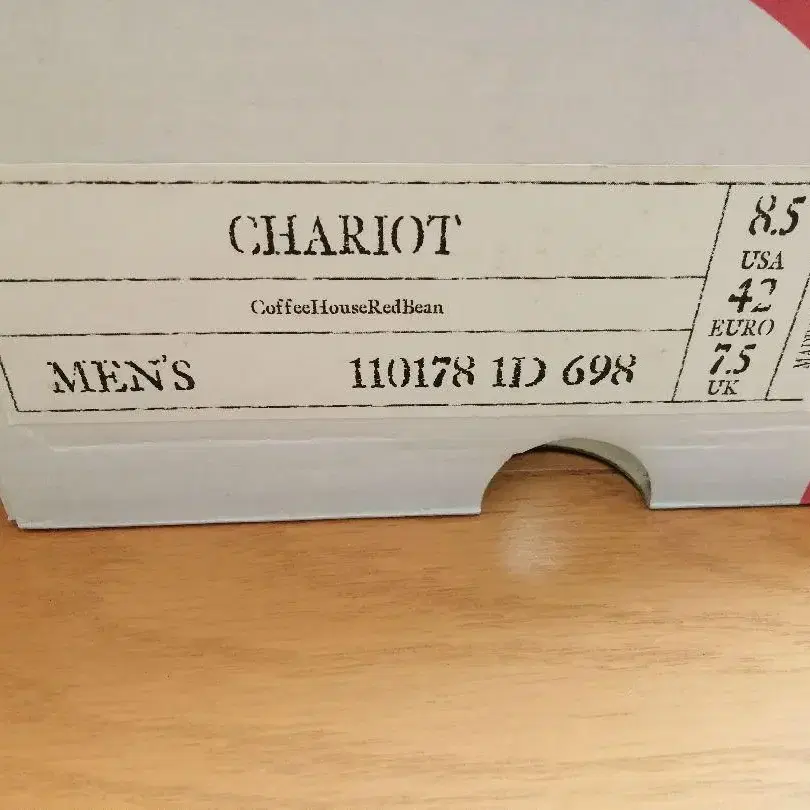 CHARIOT
CoffeeHouseRedBean
MEN'S 110178 1D 698
8.5
USA
42
EURO
7.5
UK